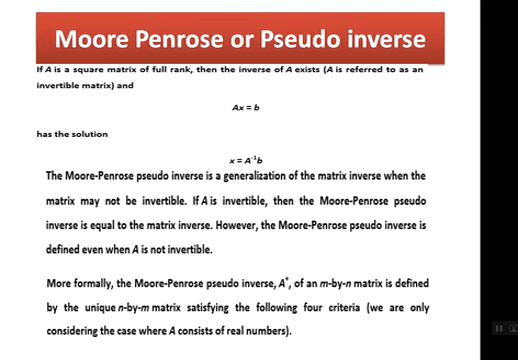 Moore Penrose or Pseudo inverse
If A is a square matrix of full rank, then the inverse of A exists (A is referred to as an
invertible matrix) and
Ax = b
has the solution
x = A⁻¹b
The Moore-Penrose pseudo inverse is a generalization of the matrix inverse when the
matrix may not be invertible. If A is invertible, then the Moore-Penrose pseudo
inverse is equal to the matrix inverse. However, the Moore-Penrose pseudo inverse is
defined even when A is not invertible.
More formally, the Moore-Penrose pseudo inverse, A⁺, of an m-by-n matrix is defined
by the unique n-by-m matrix satisfying the following four criteria (we are only
considering the case where A consists of real numbers).